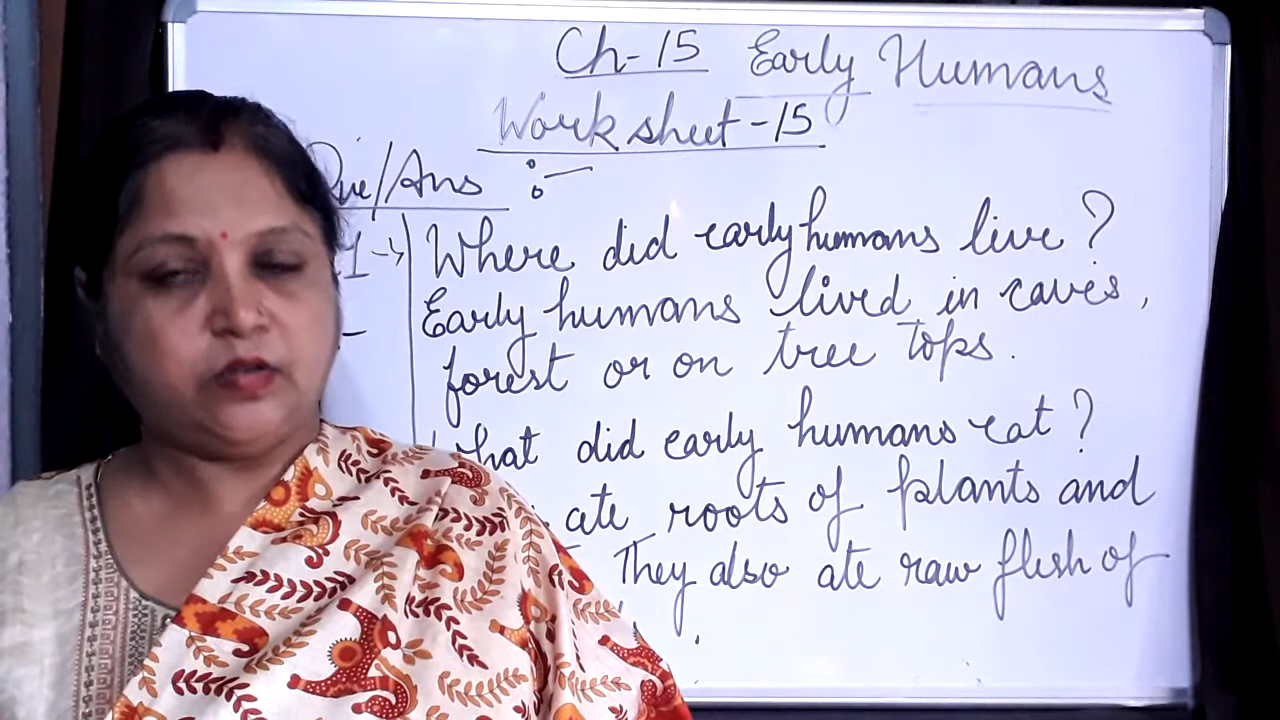 Ch-15 Early Humans
Worksheet-15
Que/Ans :-
1→ Where did early humans live?
- Early humans lived in caves,
forest or on tree tops.
What did early humans eat?
ate roots of plants and
They also ate raw flesh of
.